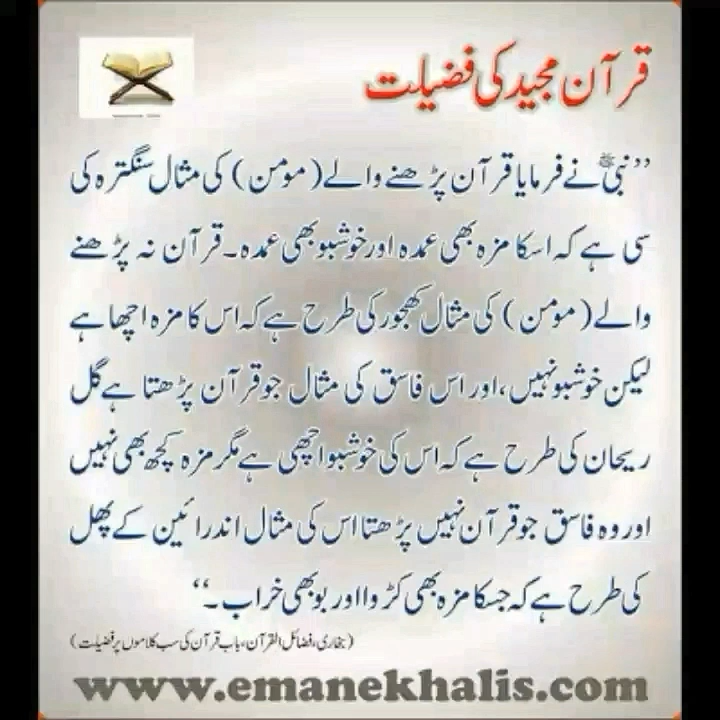 قرآن مجید کی فضیلت
’’نبی ﷺ نے فرمایا قرآن پڑھنے والے (مومن) کی مثال سنگترہ کی
سی ہے کہ اسکا مزہ بھی عمدہ اور خوشبو بھی عمدہ۔ قرآن نہ پڑھنے
والے (مومن) کی مثال کھجور کی طرح ہے کہ اس کا مزہ اچھا ہے
لیکن خوشبو نہیں، اور اس فاسق کی مثال جو قرآن پڑھتا ہے گل
ریحان کی طرح ہے کہ اس کی خوشبو اچھی ہے مگر مزہ کچھ بھی نہیں
اور وہ فاسق جو قرآن نہیں پڑھتا اس کی مثال اندرائین کے پھل
کی طرح ہے کہ جسکا مزہ بھی کڑوا اور بو بھی خراب۔‘‘
(بخاری، فضائل القرآن، باب قرآن کی سب کلاموں پر فضیلت)
www.emanekhalis.com